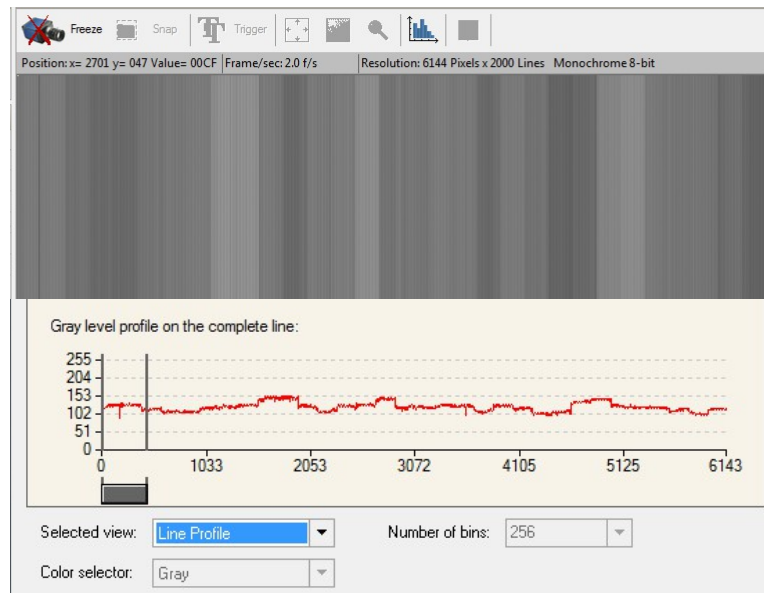 Freeze Snap Trigger
Position: x= 2701 y= 047 Value= 00CF Frame/sec: 2.0 f/s Resolution: 6144 Pixels x 2000 Lines Monochrome 8-bit
Gray level profile on the complete line:
255
204
153
102
51
0
0 1033 2053 3072 4105 5125 6143
Selected view: Line Profile Number of bins: 256
Color selector: Gray